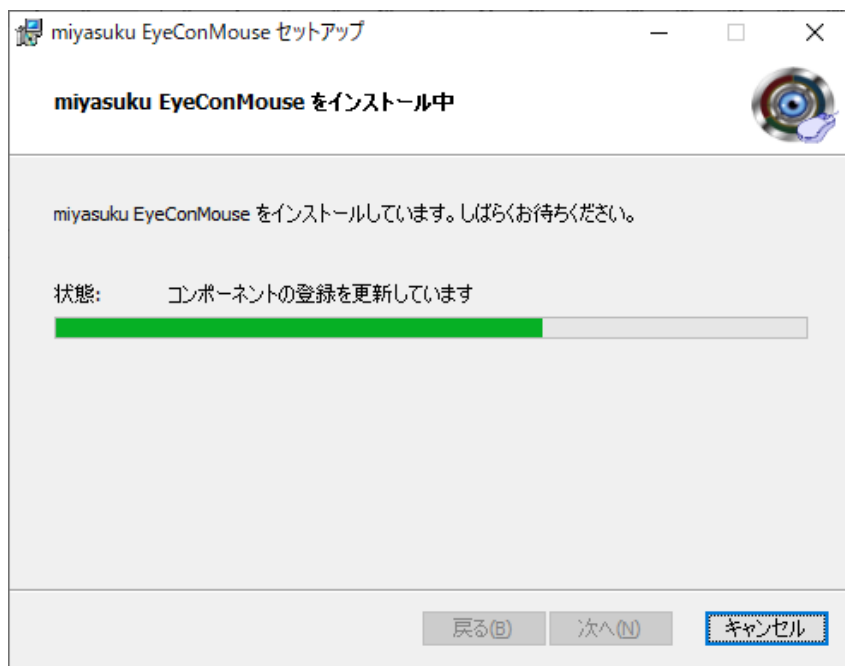 miyasuku EyeConMouse セットアップ
miyasuku EyeConMouse をインストール中
miyasuku EyeConMouse をインストールしています。しばらくお待ちください。
状態: コンポーネントの登録を更新しています
戻る(B) 次へ(N) キャンセル